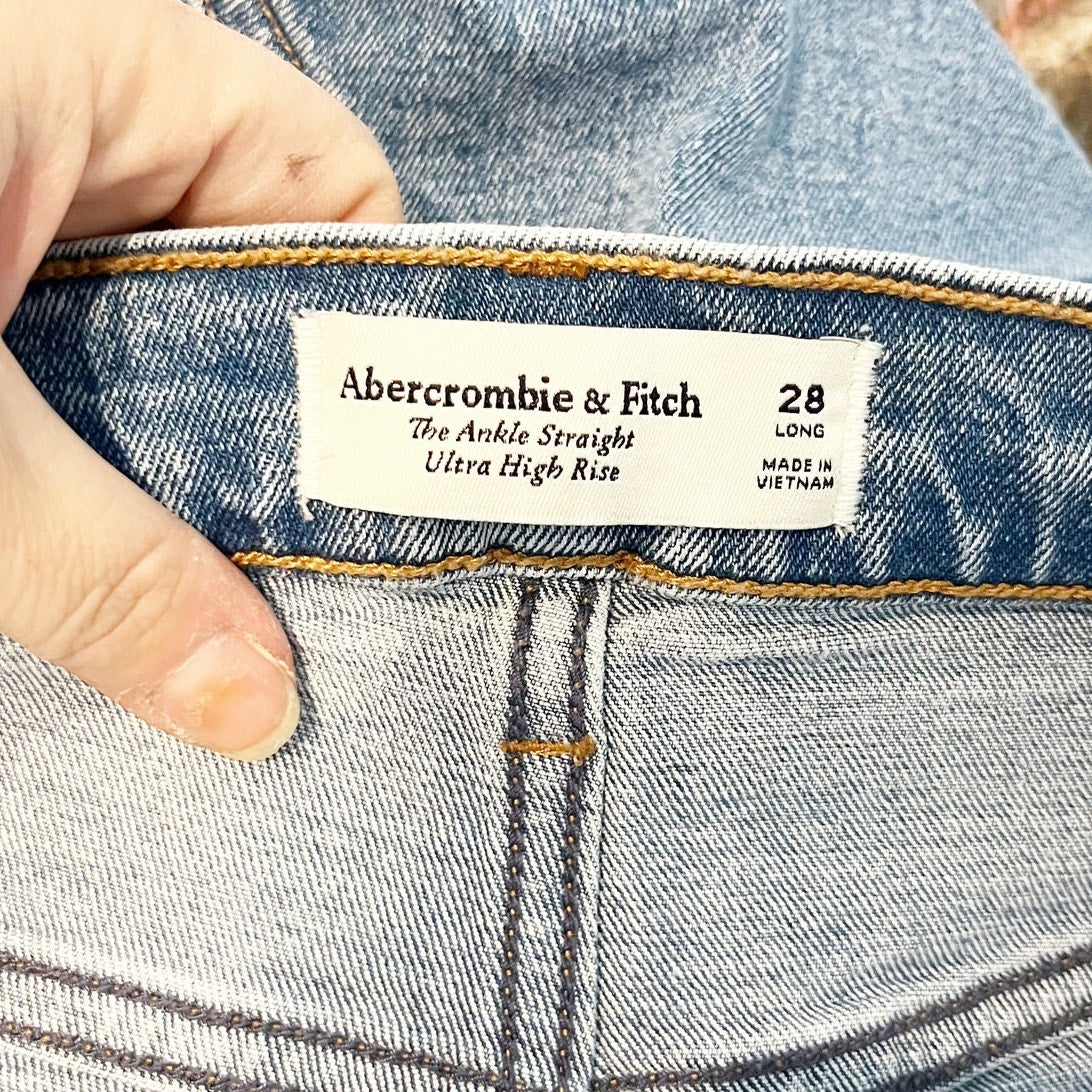 Abercrombie & Fitch
The Ankle Straight
Ultra High Rise
28
LONG
MADE IN
VIETNAM